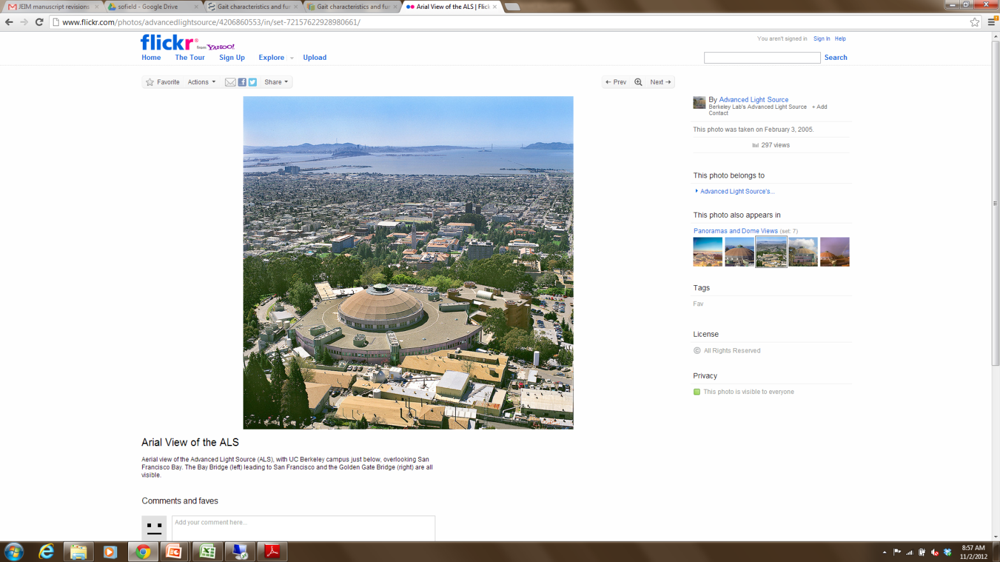 JEIM manuscript revisions
sofield - Google Drive
Gait characteristics and fur
Gait characteristics and fur
Arial View of the ALS | Flick
www.flickr.com/photos/advancedlightsource/4206860553/in/set-72157622928980661/
flickr from YAHOO!
You aren't signed in Sign In Help
Home The Tour Sign Up Explore Upload
Search
Favorite Actions Share
← Prev Next →
By Advanced Light Source
Berkeley Lab's Advanced Light Source + Add
Contact
This photo was taken on February 3, 2005.
297 views
This photo belongs to
Advanced Light Source's...
This photo also appears in
Panoramas and Dome Views (set: 7)
Tags
Fav
License
© All Rights Reserved
Privacy
This photo is visible to everyone
Arial View of the ALS
Aerial view of the Advanced Light Source (ALS), with UC Berkeley campus just below, overlooking San
Francisco Bay. The Bay Bridge (left) leading to San Francisco and the Golden Gate Bridge (right) are all
visible.
Comments and faves
Add your comment here...
8:57 AM
11/2/2012